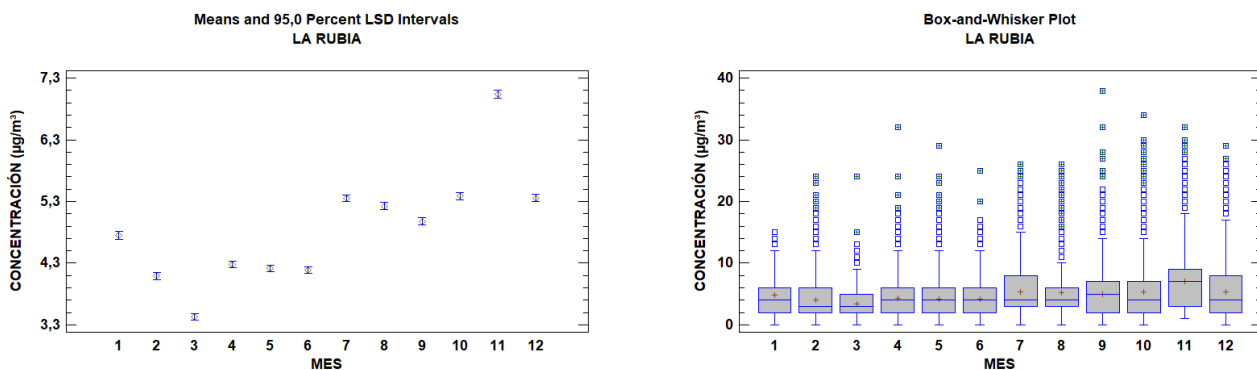 Means and 95,0 Percent LSD Intervals
LA RUBIA
CONCENTRACIÓN (µg/m³)
7,3
6,3
5,3
4,3
3,3
1 2 3 4 5 6 7 8 9 10 11 12
MES
Box-and-Whisker Plot
LA RUBIA
CONCENTRACIÓN (µg/m³)
40
30
20
10
0
1 2 3 4 5 6 7 8 9 10 11 12
MES